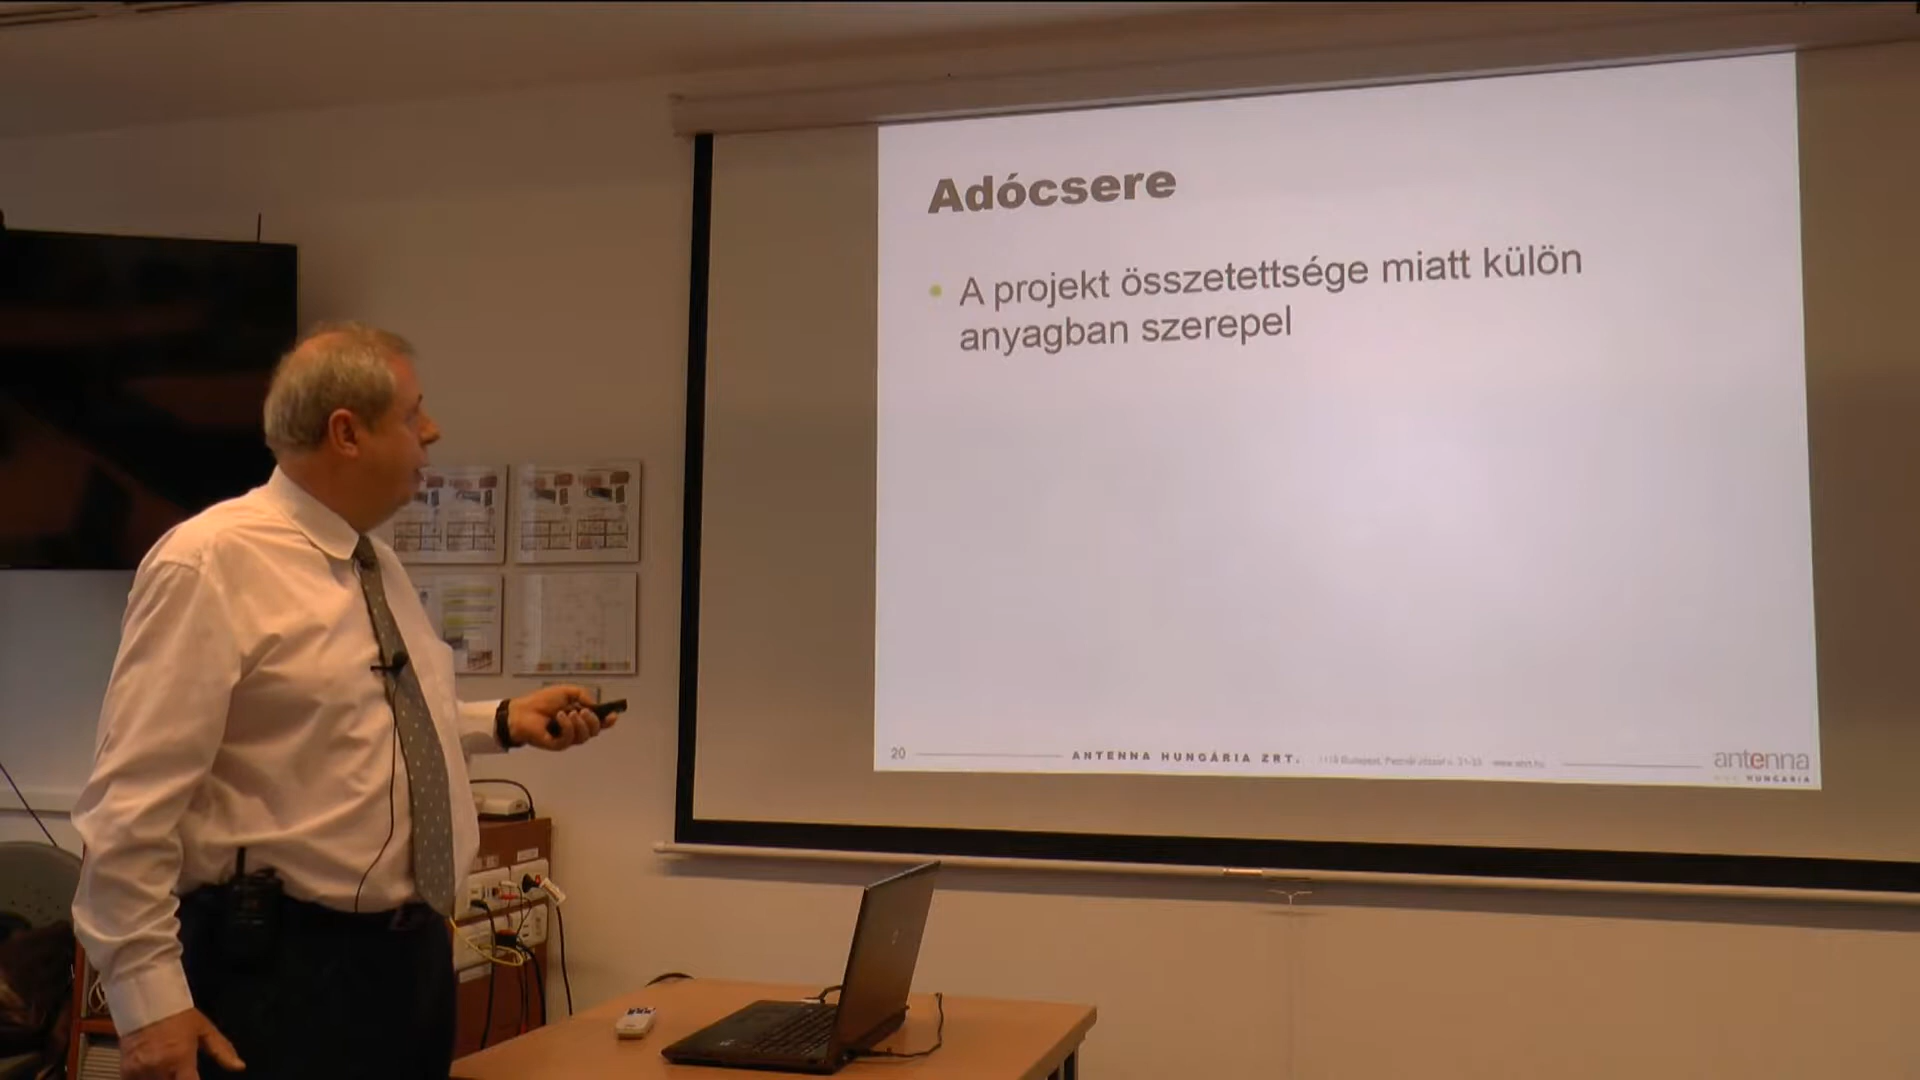 Adócsere
• A projekt összetettsége miatt külön
anyagban szerepel
20
ANTENNA HUNGÁRIA ZRT.
antenna
HUNGÁRIA